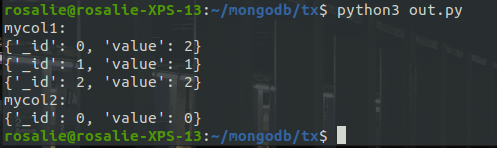 rosalie@rosalie-XPS-13:~/mongodb/tx$ python3 out.py
mycol1:
{'_id': 0, 'value': 2}
{'_id': 1, 'value': 1}
{'_id': 2, 'value': 2}
mycol2:
{'_id': 0, 'value': 0}
rosalie@rosalie-XPS-13:~/mongodb/tx$